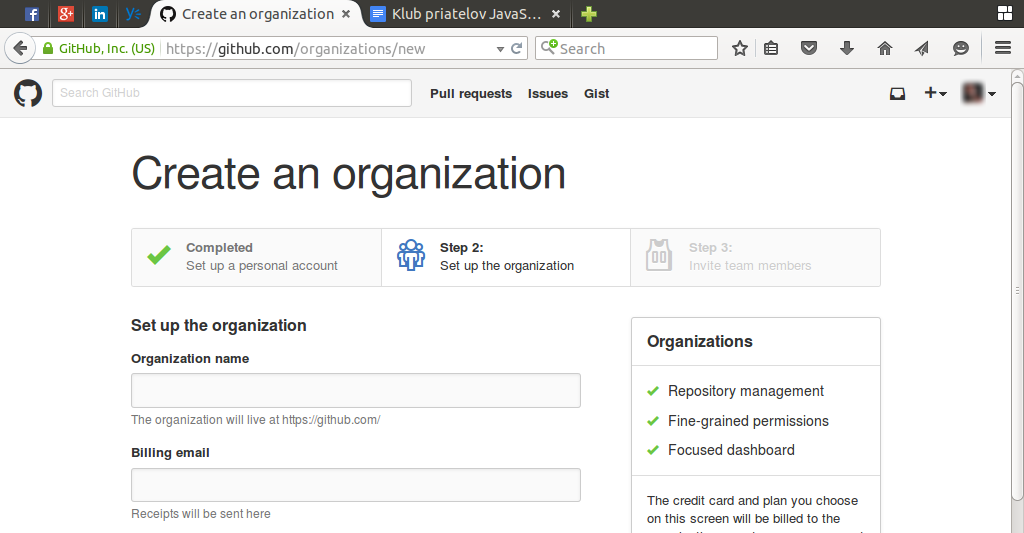 Create an organization
Klub priatelov JavaS...
GitHub, Inc. (US)
https://github.com/organizations/new
Search
Search GitHub
Pull requests
Issues
Gist
Create an organization
Completed
Set up a personal account
Step 2:
Set up the organization
Step 3:
Invite team members
Set up the organization
Organization name
The organization will live at https://github.com/
Billing email
Receipts will be sent here
Organizations
Repository management
Fine-grained permissions
Focused dashboard
The credit card and plan you choose
on this screen will be billed to the